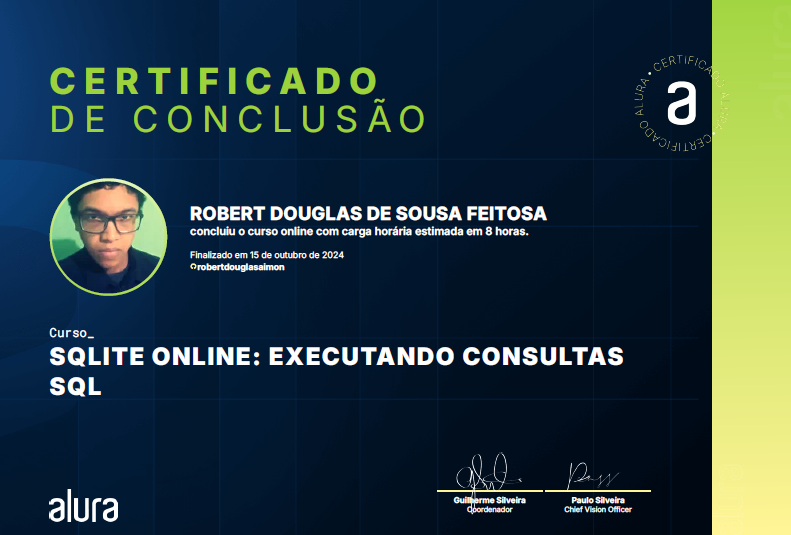 CERTIFICADO
DE CONCLUSÃO
ALURA • CERTIFICADO ALURA • CERTIFICADO
a
ROBERT DOUGLAS DE SOUSA FEITOSA
concluiu o curso online com carga horária estimada em 8 horas.
Finalizado em 15 de outubro de 2024
robertdouglasaimon
Curso_
SQLITE ONLINE: EXECUTANDO CONSULTAS
SQL
Guilherme Silveira
Coordenador
Paulo Silveira
Chief Vision Officer
alura
alura